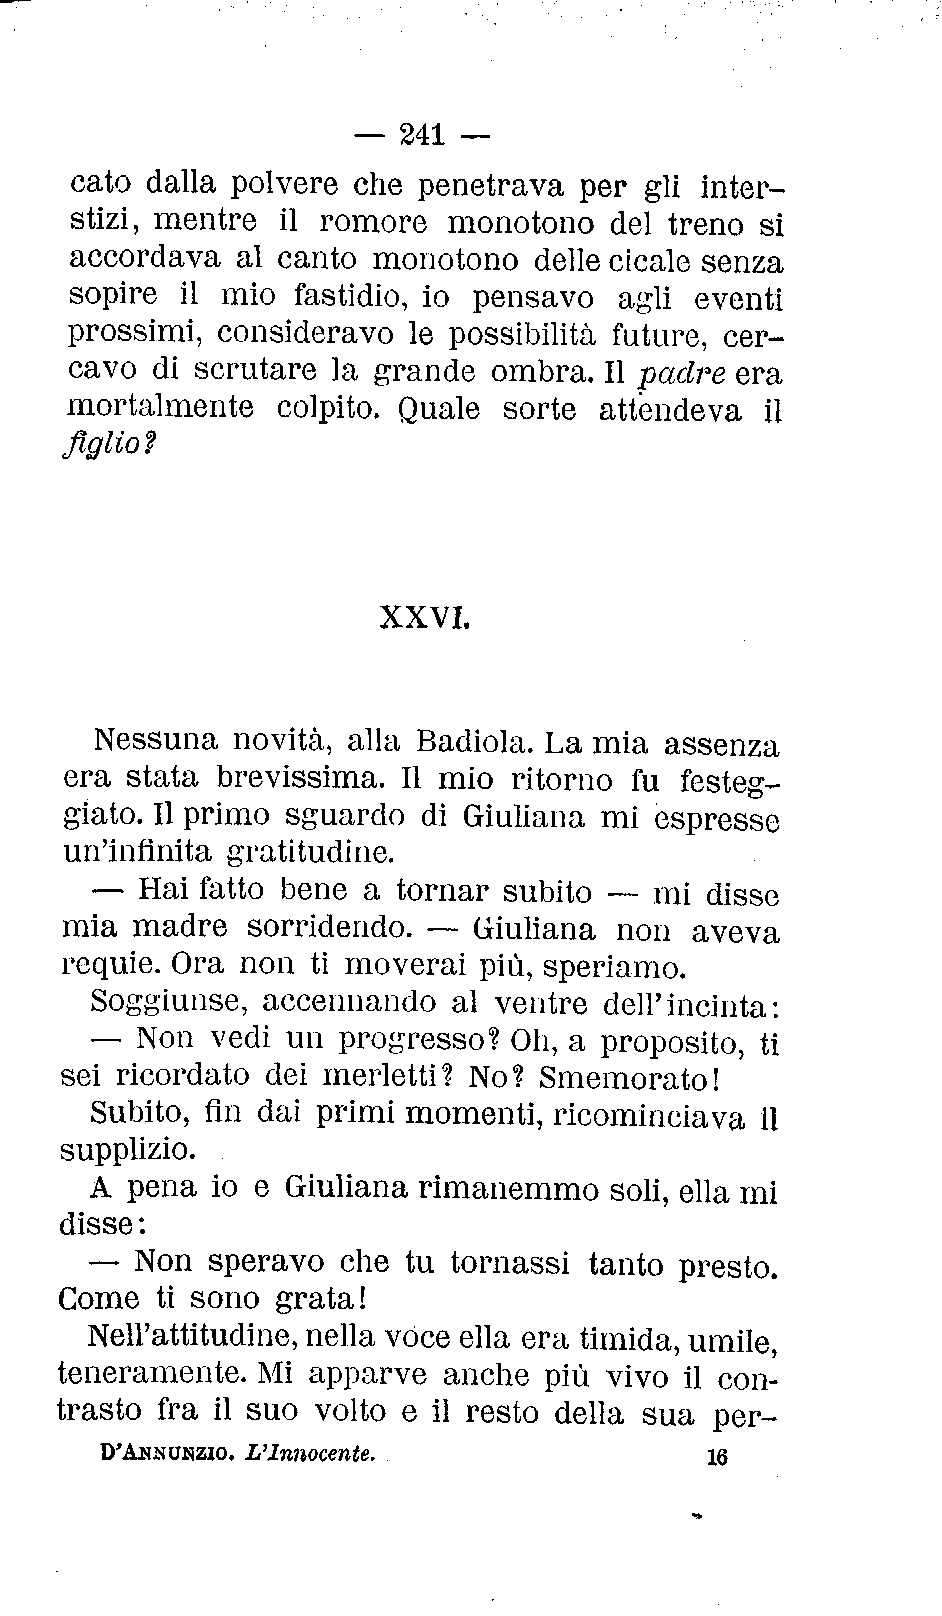 — 241 —
cato dalla polvere che penetrava per gli inter-
stizi, mentre il romore monotono del treno si
accordava al canto monotono delle cicale senza
sopire il mio fastidio, io pensavo agli eventi
prossimi, consideravo le possibilità future, cer-
cavo di scrutare la grande ombra. Il padre era
mortalmente colpito. Quale sorte attendeva il
figlio?
XXVI.
Nessuna novità, alla Badiola. La mia assenza
era stata brevissima. Il mio ritorno fu festeg-
giato. Il primo sguardo di Giuliana mi espresse
un'infinita gratitudine.
— Hai fatto bene a tornar subito — mi disse
mia madre sorridendo. — Giuliana non aveva
requie. Ora non ti moverai più, speriamo.
Soggiunse, accennando al ventre dell'incinta:
— Non vedi un progresso? Oh, a proposito, ti
sei ricordato dei merletti? No? Smemorato!
Subito, fin dai primi momenti, ricominciava il
supplizio.
A pena io e Giuliana rimanemmo soli, ella mi
disse:
— Non speravo che tu tornassi tanto presto.
Come ti sono grata!
Nell'attitudine, nella voce ella era timida, umile,
teneramente. Mi apparve anche più vivo il con-
trasto fra il suo volto e il resto della sua per-
D'ANNUNZIO. L'Innocente. 16